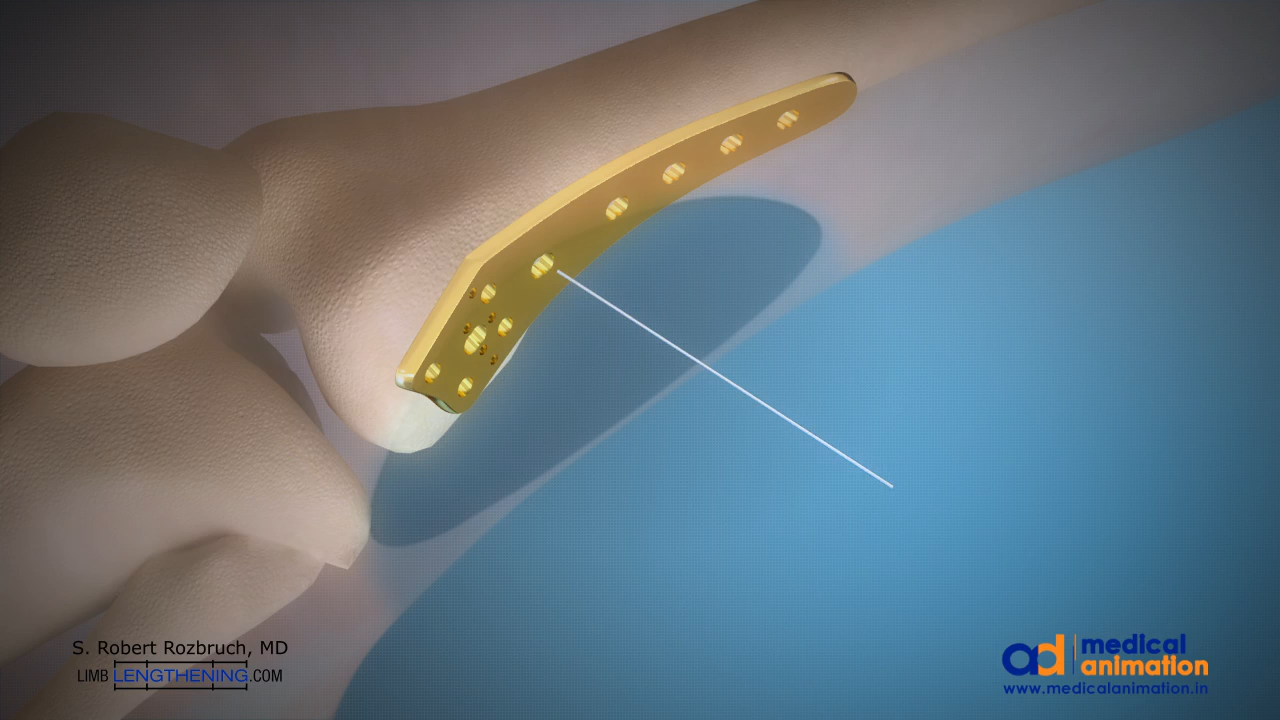 S. Robert Rozbruch, MD
LIMB LENGTHENING.COM
ad medical
animation
www.medicalanimation.in